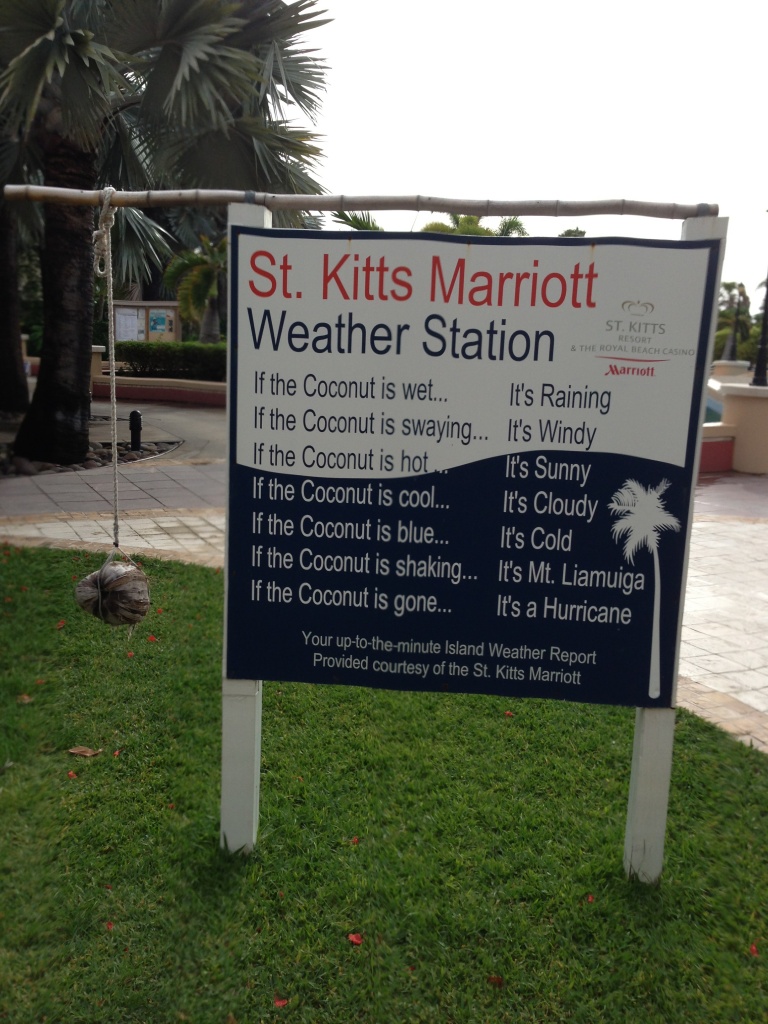 St. Kitts Marriott
Weather Station
ST. KITTS
RESORT
& THE ROYAL BEACH CASINO
Marriott.
If the Coconut is wet... It's Raining
If the Coconut is swaying... It's Windy
If the Coconut is hot ... It's Sunny
If the Coconut is cool... It's Cloudy
If the Coconut is blue... It's Cold
If the Coconut is shaking... It's Mt. Liamuiga
If the Coconut is gone... It's a Hurricane
Your up-to-the-minute Island Weather Report
Provided courtesy of the St. Kitts Marriott